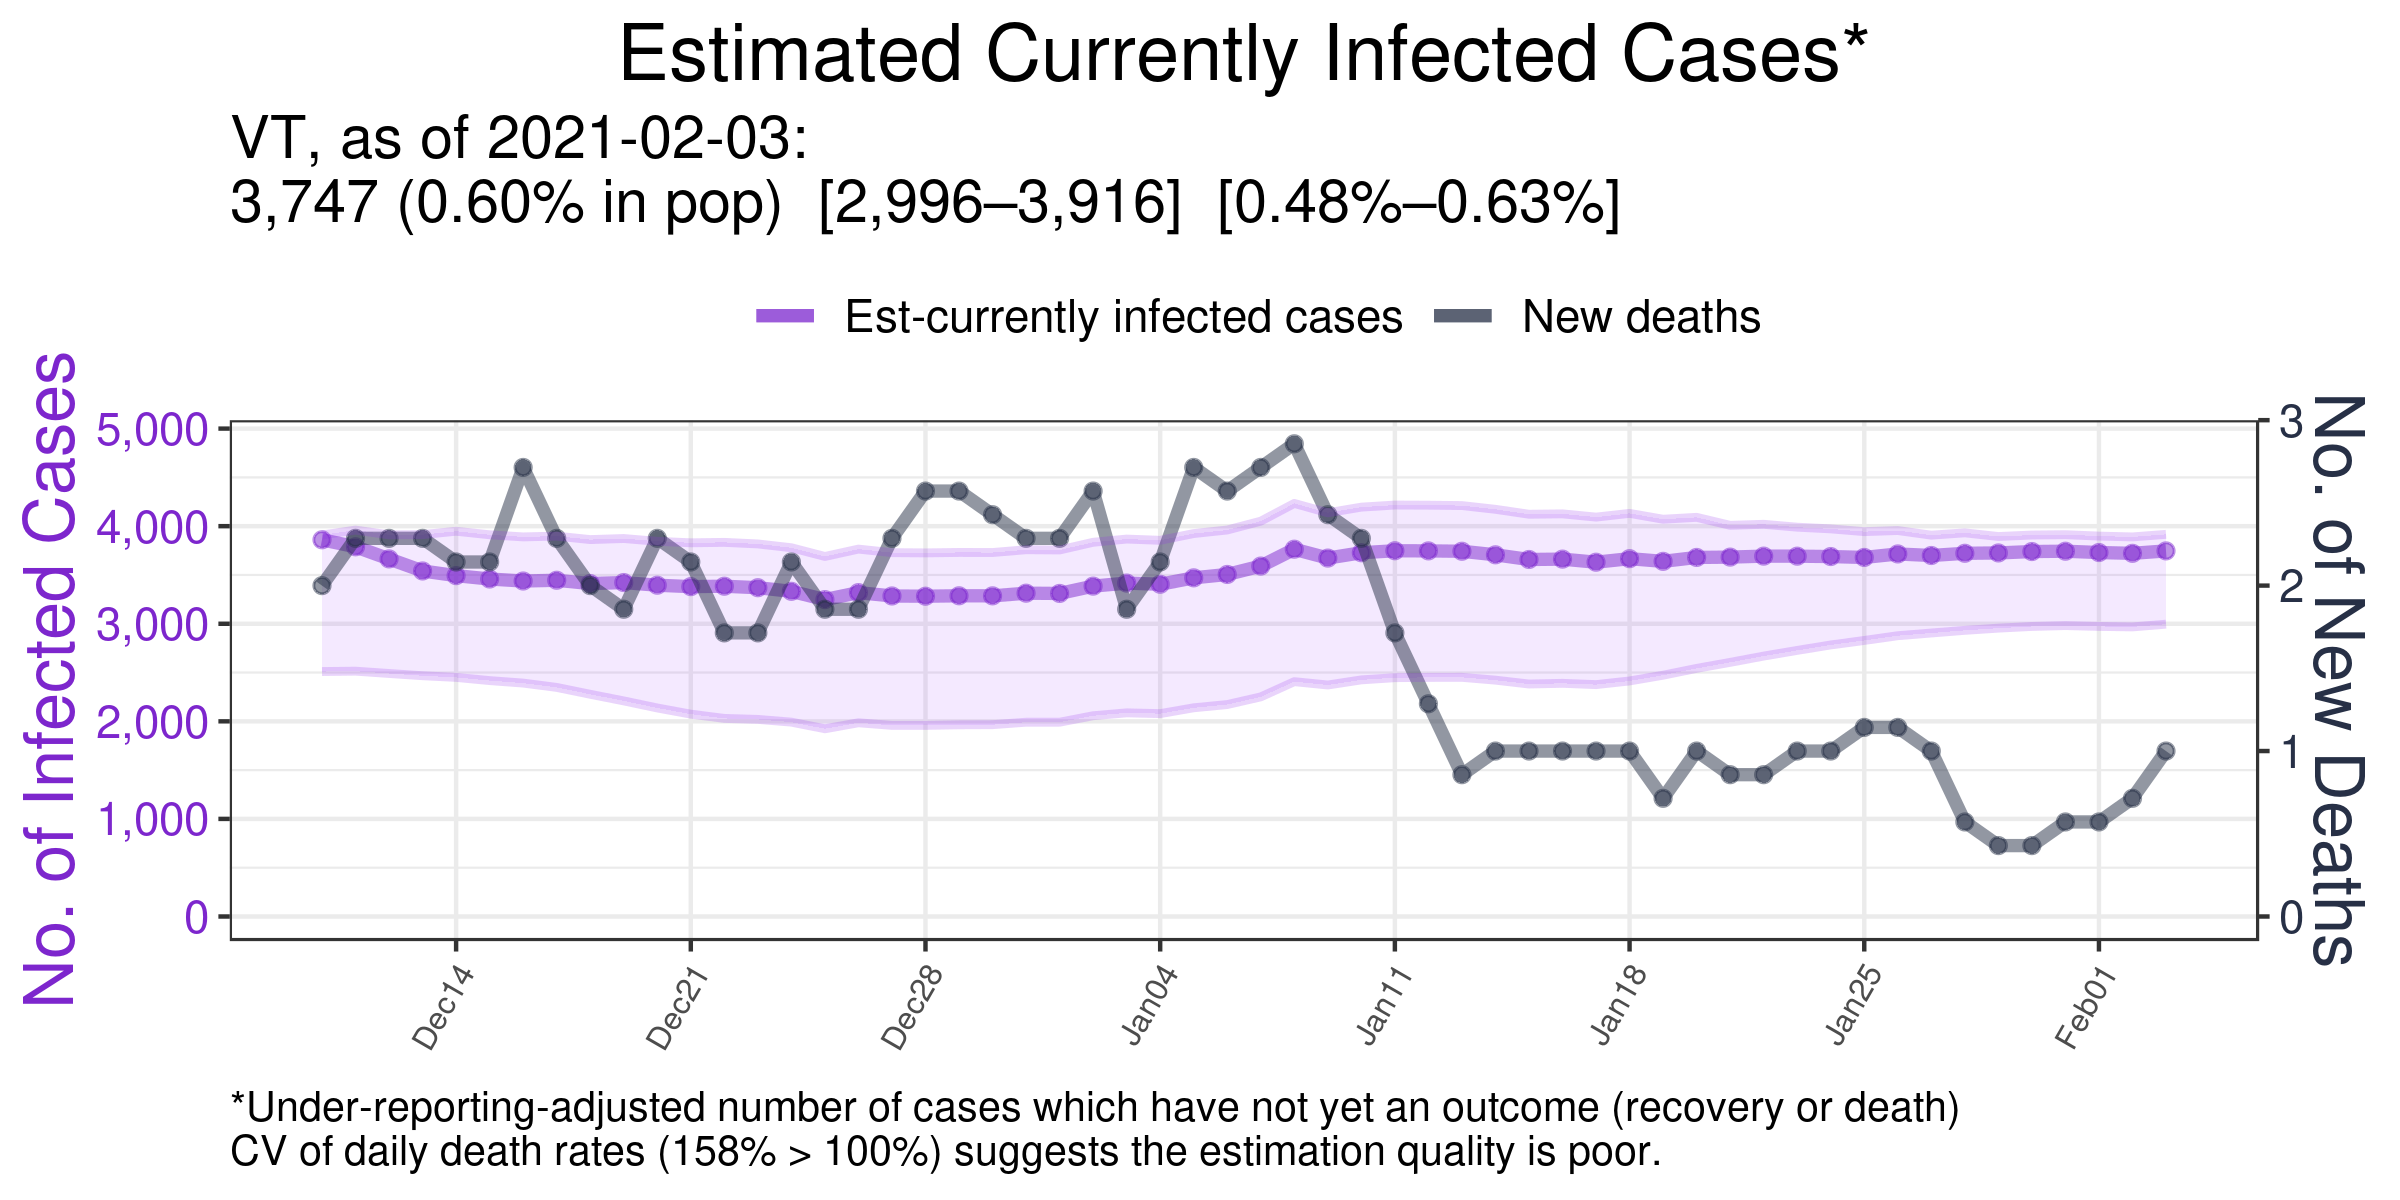 Estimated Currently Infected Cases*
VT, as of 2021-02-03:
3,747 (0.60% in pop)  [2,996–3,916]  [0.48%–0.63%]
Est-currently infected cases
New deaths
No. of Infected Cases
5,000
4,000
3,000
2,000
1,000
0
3
2
1
0
No. of New Deaths
Dec14
Dec21
Dec28
Jan04
Jan11
Jan18
Jan25
Feb01
*Under-reporting-adjusted number of cases which have not yet an outcome (recovery or death)
CV of daily death rates (158% > 100%) suggests the estimation quality is poor.